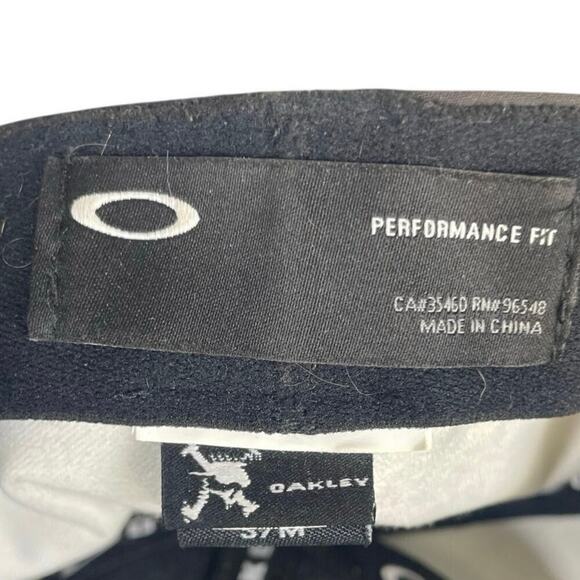 PERFORMANCE FIT
CA#35460 RN#96548
MADE IN CHINA
OAKLEY
S/M